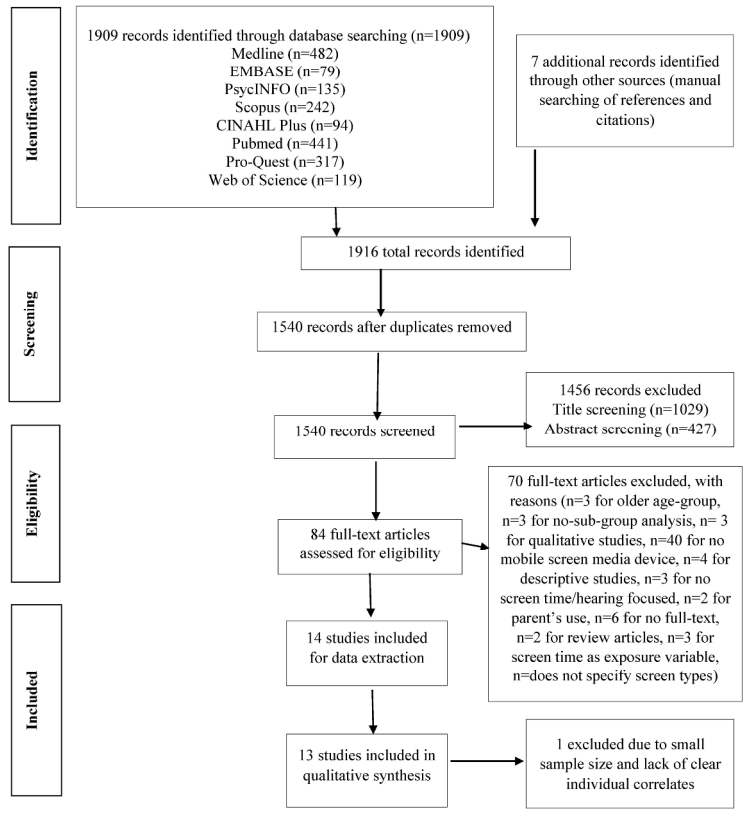 Identification
1909 records identified through database searching (n=1909)
Medline (n=482)
EMBASE (n=79)
PsycINFO (n=135)
Scopus (n=242)
CINAHL Plus (n=94)
Pubmed (n=441)
Pro-Quest (n=317)
Web of Science (n=119)
7 additional records identified
through other sources (manual
searching of references and
citations)
1916 total records identified
Screening
1540 records after duplicates removed
1540 records screened
1456 records excluded
Title screening (n=1029)
Abstract screening (n=427)
Eligibility
84 full-text articles
assessed for eligibility
70 full-text articles excluded, with
reasons (n=3 for older age-group,
n=3 for no-sub-group analysis, n= 3
for qualitative studies, n=40 for no
mobile screen media device, n=4 for
descriptive studies, n=3 for no
screen time/hearing focused, n=2 for
parent's use, n=6 for no full-text,
n=2 for review articles, n=3 for
screen time as exposure variable,
n=does not specify screen types)
Included
14 studies included
for data extraction
13 studies included in
qualitative synthesis
1 excluded due to small
sample size and lack of clear
individual correlates